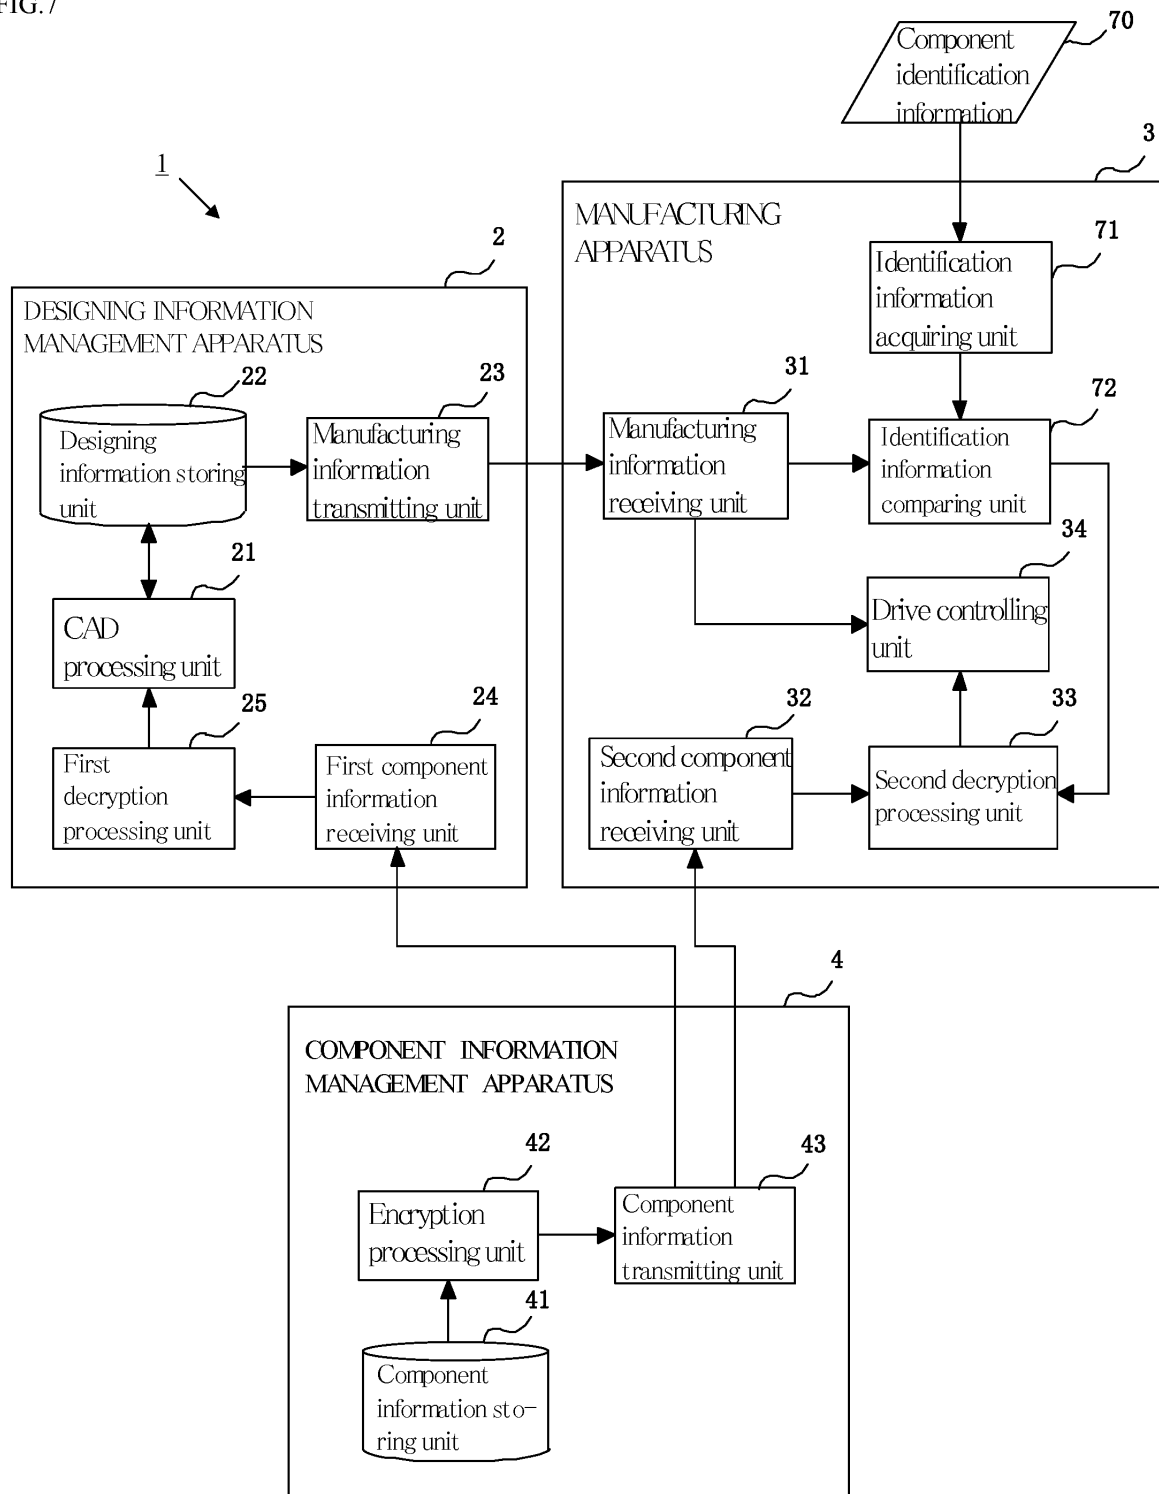 FIG.7
70
Component
identification
information
3
1
MANUFACTURING
APPARATUS
71
Identification
information
acquiring unit
2
DESIGNING INFORMATION
MANAGEMENT APPARATUS
22
Designing
information storing
unit
23
Manufacturing
information
transmitting unit
31
Manufacturing
information
receiving unit
72
Identification
information
comparing unit
21
CAD
processing unit
34
Drive controlling
unit
25
First
decryption
processing unit
24
First component
information
receiving unit
32
Second component
information
receiving unit
33
Second decryption
processing unit
4
COMPONENT INFORMATION
MANAGEMENT APPARATUS
42
Encryption
processing unit
43
Component
information
transmitting unit
41
Component
information sto-
ring unit